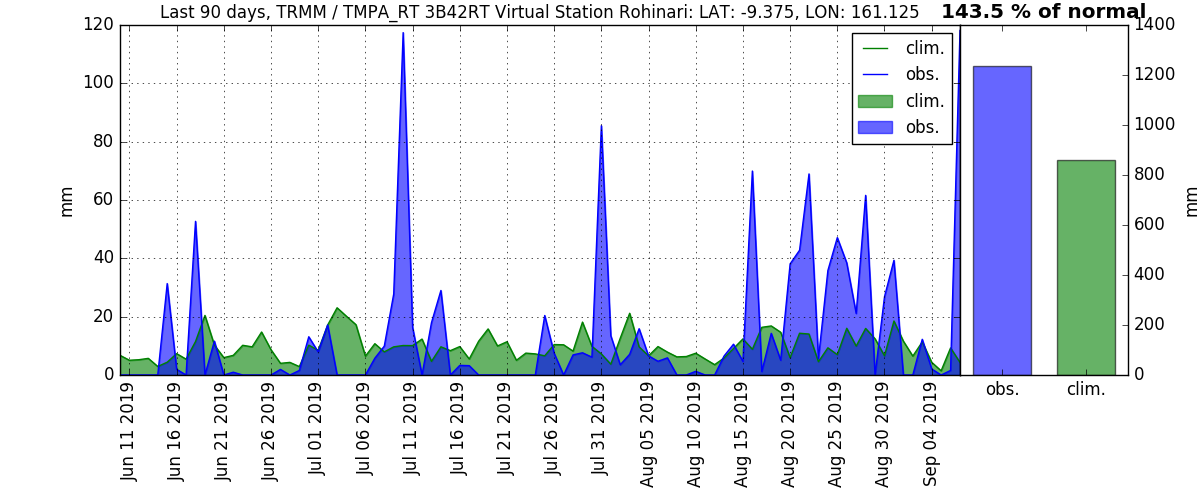 Last 90 days, TRMM / TMPA_RT 3B42RT Virtual Station Rohinari: LAT: -9.375, LON: 161.125 143.5 % of normal
120
100
80
60
40
20
0
mm
clim.
obs.
clim.
obs.
1400
1200
1000
800
600
400
200
0
mm
Jun 11 2019
Jun 16 2019
Jun 21 2019
Jun 26 2019
Jul 01 2019
Jul 06 2019
Jul 11 2019
Jul 16 2019
Jul 21 2019
Jul 26 2019
Jul 31 2019
Aug 05 2019
Aug 10 2019
Aug 15 2019
Aug 20 2019
Aug 25 2019
Aug 30 2019
Sep 04 2019
obs. clim.